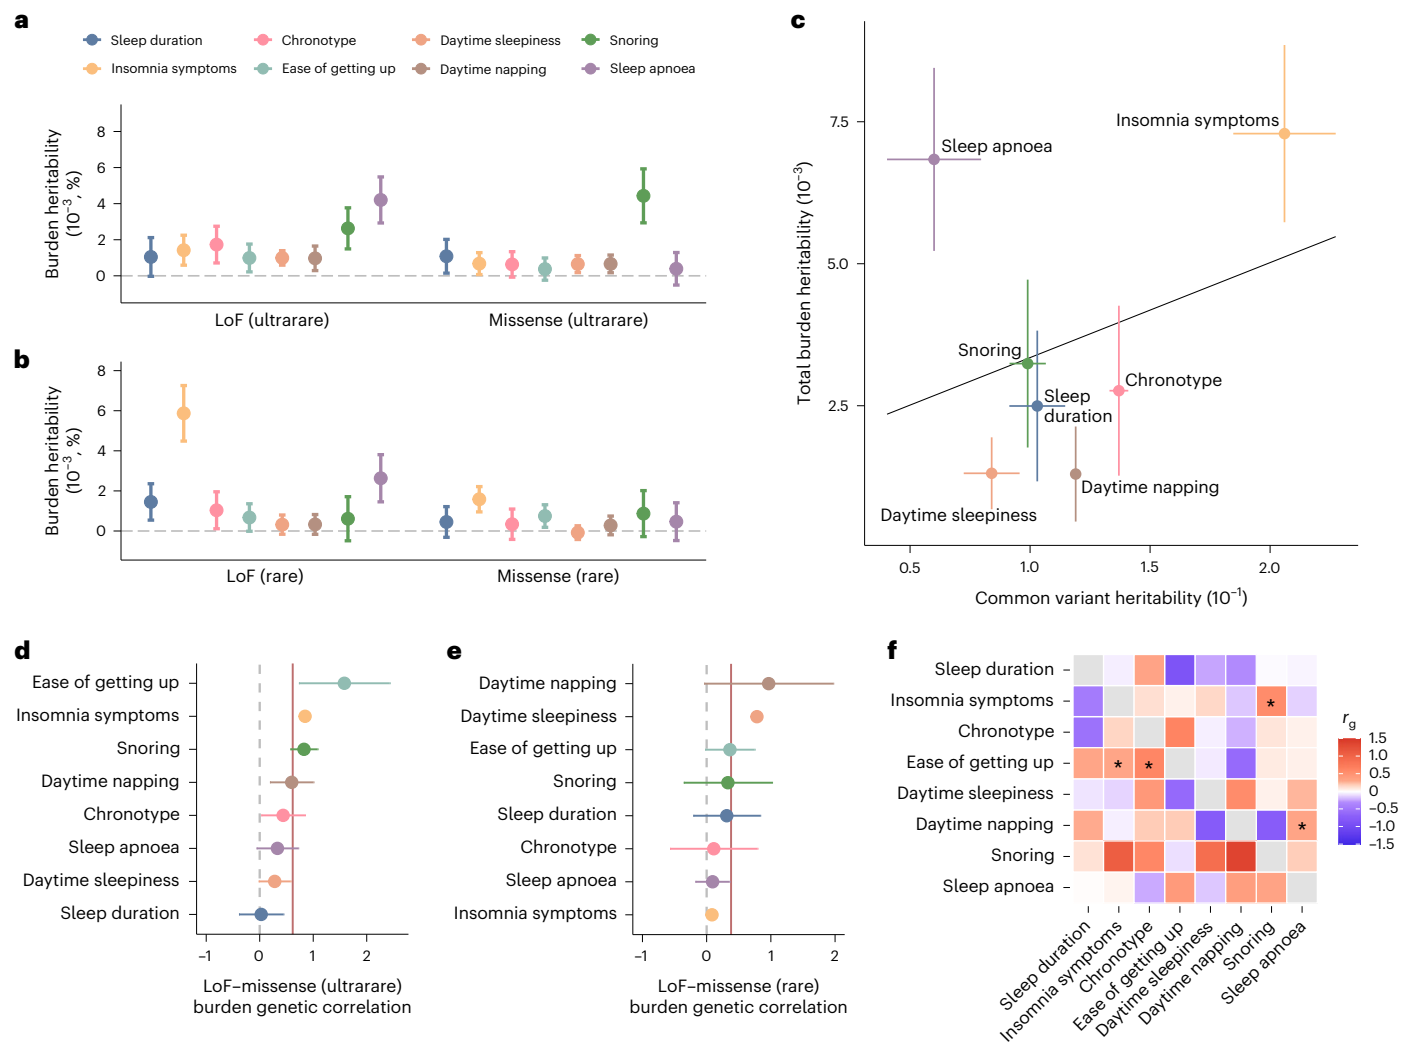 a
Sleep duration
Chronotype
Daytime sleepiness
Snoring
Insomnia symptoms
Ease of getting up
Daytime napping
Sleep apnoea
Burden heritability
(10⁻³, %)
8
6
4
2
0
LoF (ultrarare)
Missense (ultrarare)
b
Burden heritability
(10⁻³, %)
8
6
4
2
0
LoF (rare)
Missense (rare)
c
Total burden heritability (10⁻³)
7.5
5.0
2.5
Insomnia symptoms
Sleep apnoea
Snoring
Sleep
duration
Chronotype
Daytime napping
Daytime sleepiness
0.5
1.0
1.5
2.0
Common variant heritability (10⁻¹)
d
Ease of getting up
Insomnia symptoms
Snoring
Daytime napping
Chronotype
Sleep apnoea
Daytime sleepiness
Sleep duration
–1
0
1
2
LoF–missense (ultrarare)
burden genetic correlation
e
Daytime napping
Daytime sleepiness
Ease of getting up
Snoring
Sleep duration
Chronotype
Sleep apnoea
Insomnia symptoms
–1
0
1
2
LoF–missense (rare)
burden genetic correlation
f
Sleep duration
Insomnia symptoms
Chronotype
Ease of getting up
Daytime sleepiness
Daytime napping
Snoring
Sleep apnoea
*
* *
*
Sleep duration
Insomnia symptoms
Chronotype
Ease of getting up
Daytime sleepiness
Daytime napping
Snoring
Sleep apnoea
r_g
1.5
1.0
0.5
0
–0.5
–1.0
–1.5